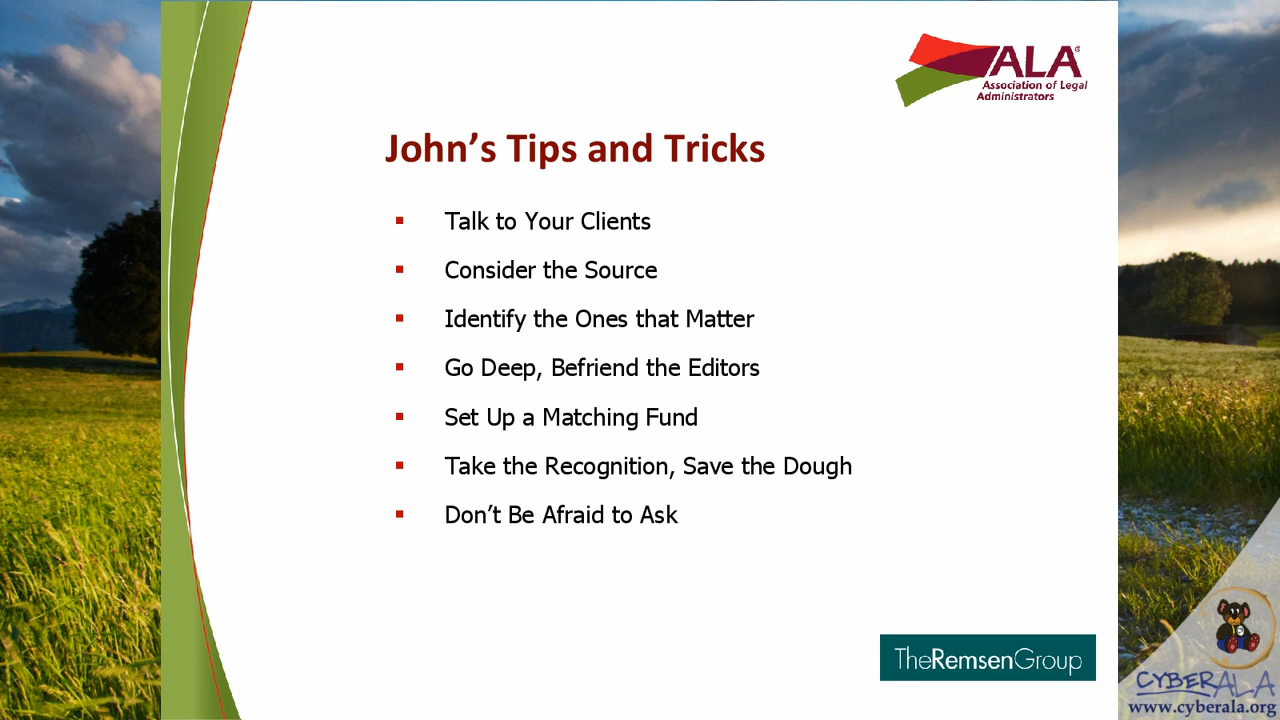 ALA®
Association of Legal
Administrators
John's Tips and Tricks
▪ Talk to Your Clients
▪ Consider the Source
▪ Identify the Ones that Matter
▪ Go Deep, Befriend the Editors
▪ Set Up a Matching Fund
▪ Take the Recognition, Save the Dough
▪ Don't Be Afraid to Ask
TheRemsenGroup
CYBERALA
www.cyberala.org